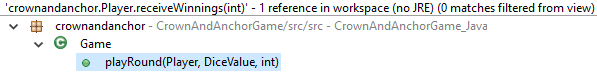 'crownandanchor.Player.receiveWinnings(int)' - 1 reference in workspace (no JRE) (0 matches filtered from view)
crownandanchor - CrownAndAnchorGame/src/src - CrownAndAnchorGame_Java
Game
playRound(Player, DiceValue, int)